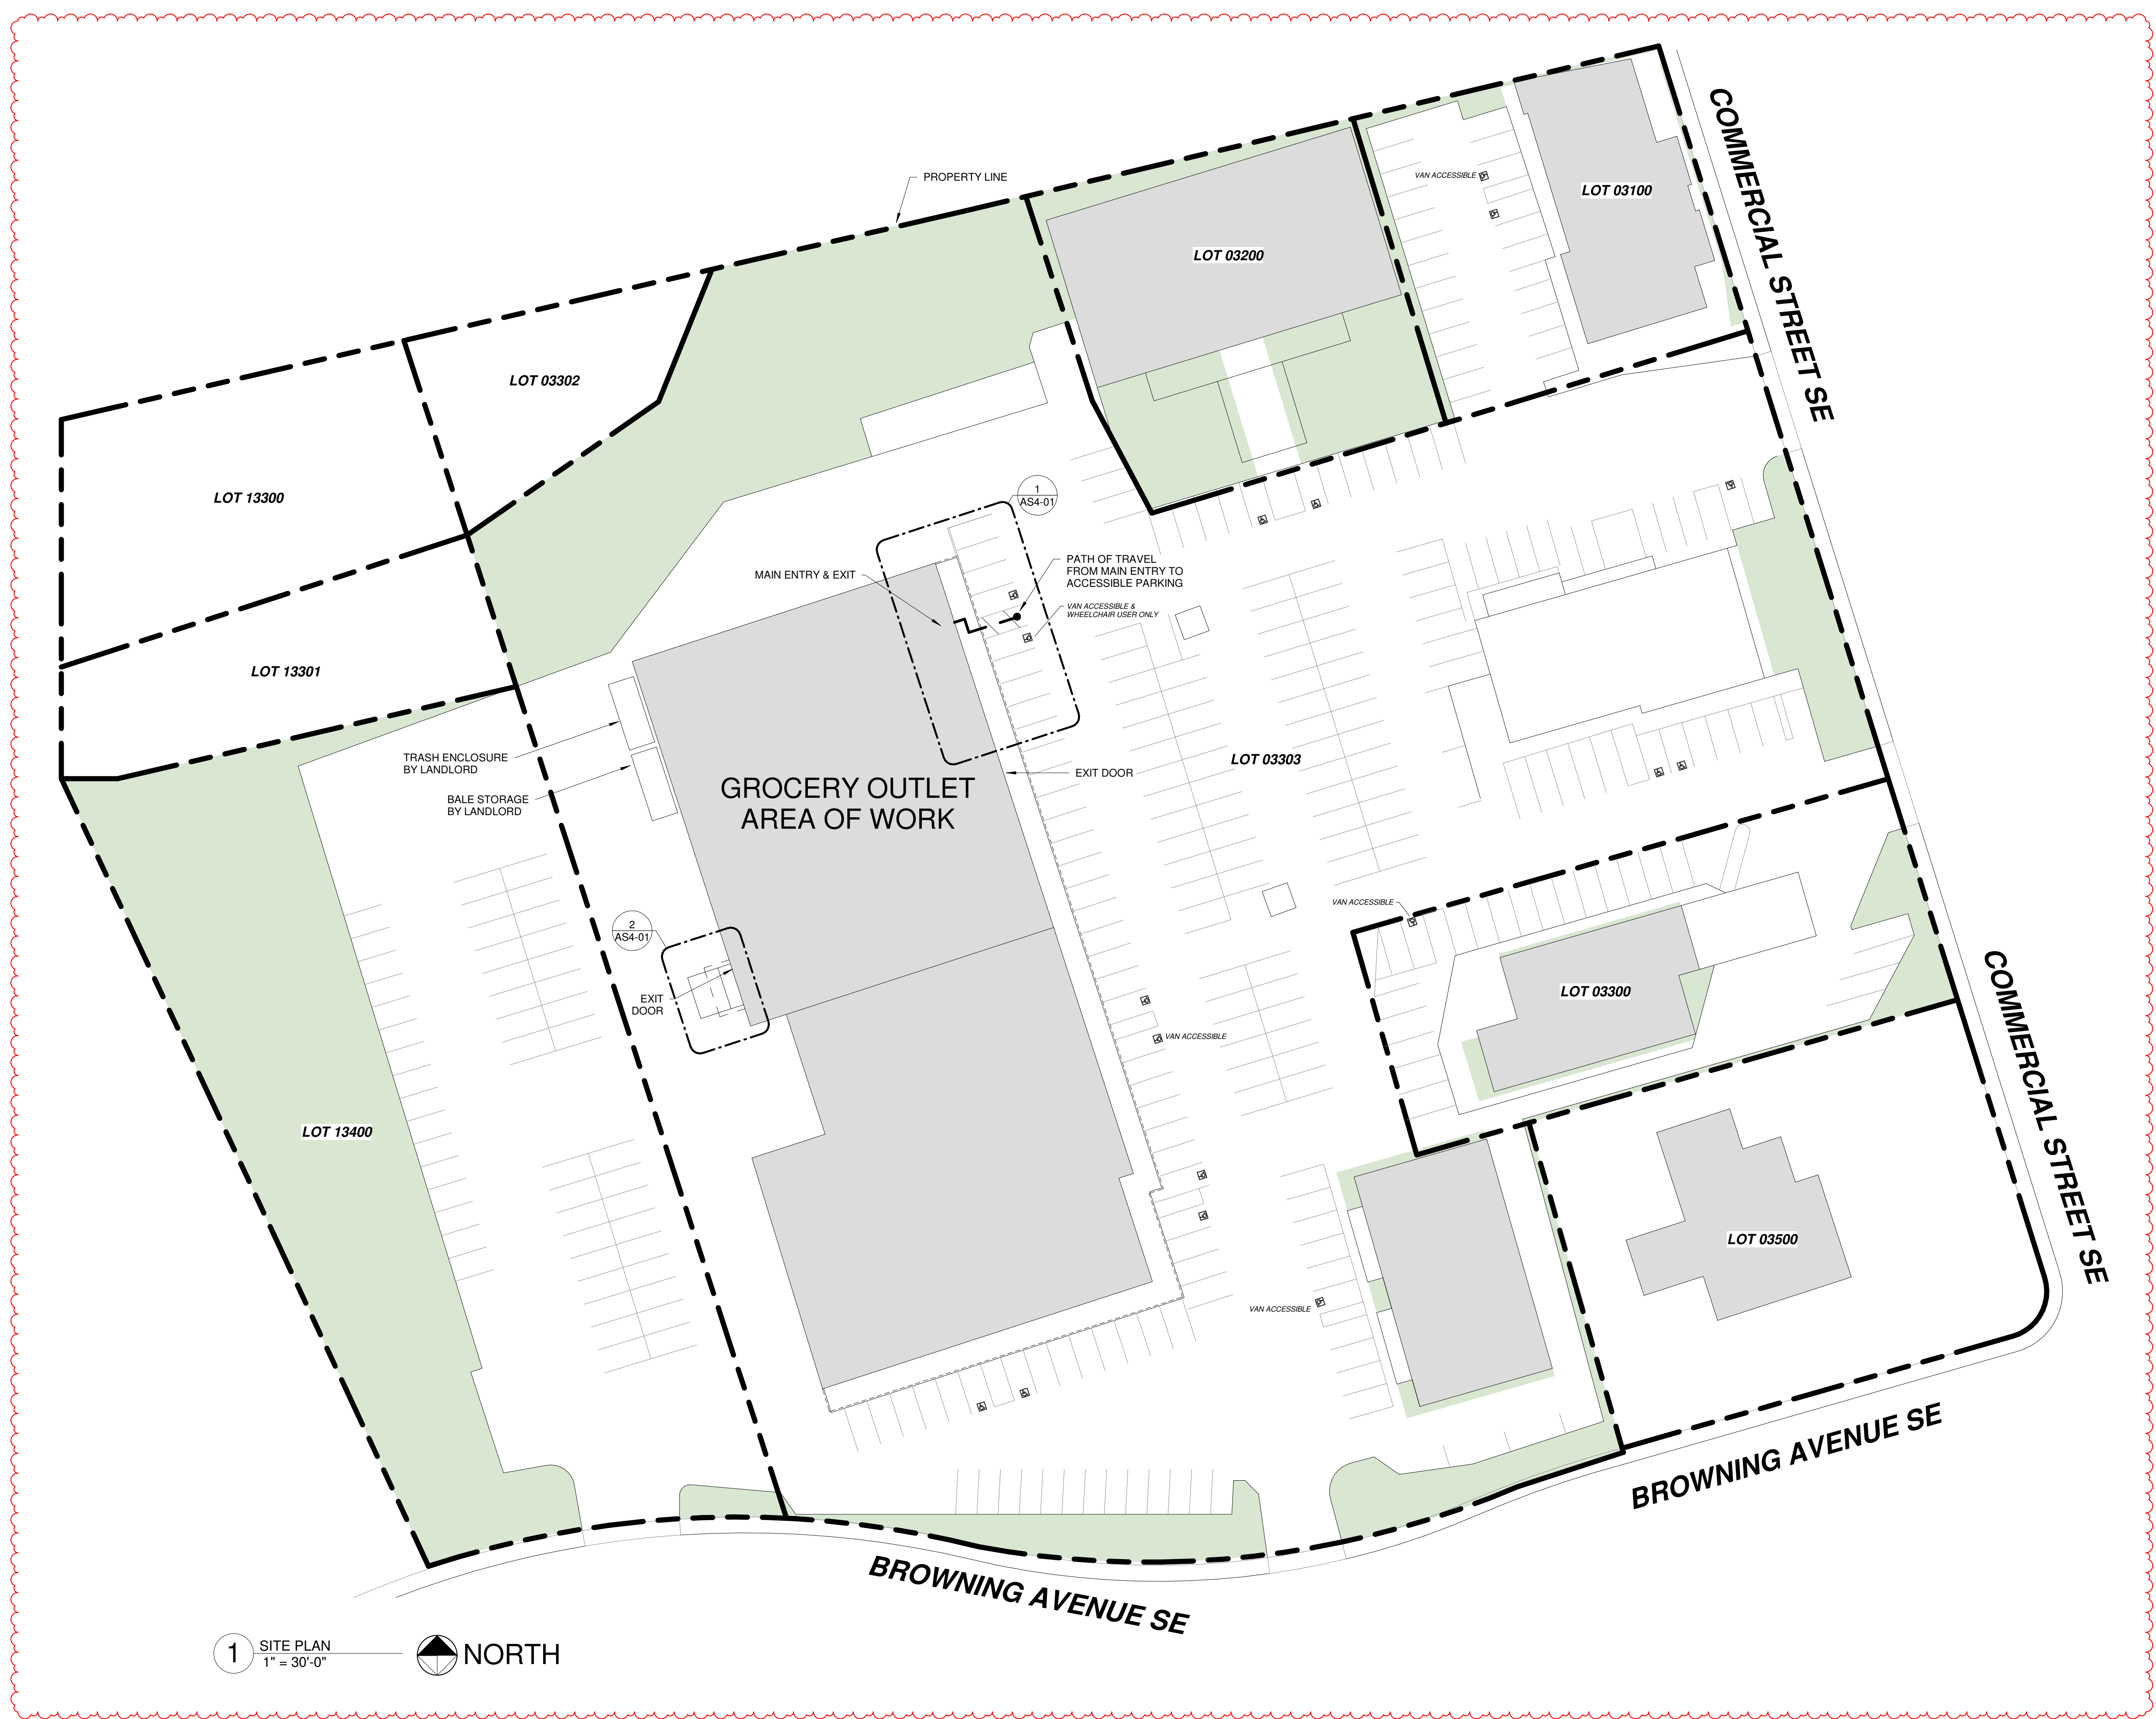 COMMERCIAL STREET SE
PROPERTY LINE
VAN ACCESSIBLE
LOT 03100
LOT 03200
LOT 03302
LOT 13300
1
AS4-01
MAIN ENTRY & EXIT
PATH OF TRAVEL
FROM MAIN ENTRY TO
ACCESSIBLE PARKING
VAN ACCESSIBLE &
WHEELCHAIR USER ONLY
LOT 13301
TRASH ENCLOSURE
BY LANDLORD
LOT 03303
EXIT DOOR
BALE STORAGE
BY LANDLORD
GROCERY OUTLET
AREA OF WORK
VAN ACCESSIBLE
2
AS4-01
EXIT
DOOR
LOT 03300
VAN ACCESSIBLE
COMMERCIAL STREET SE
LOT 13400
LOT 03500
VAN ACCESSIBLE
BROWNING AVENUE SE
BROWNING AVENUE SE
1
SITE PLAN
1" = 30'-0"
NORTH